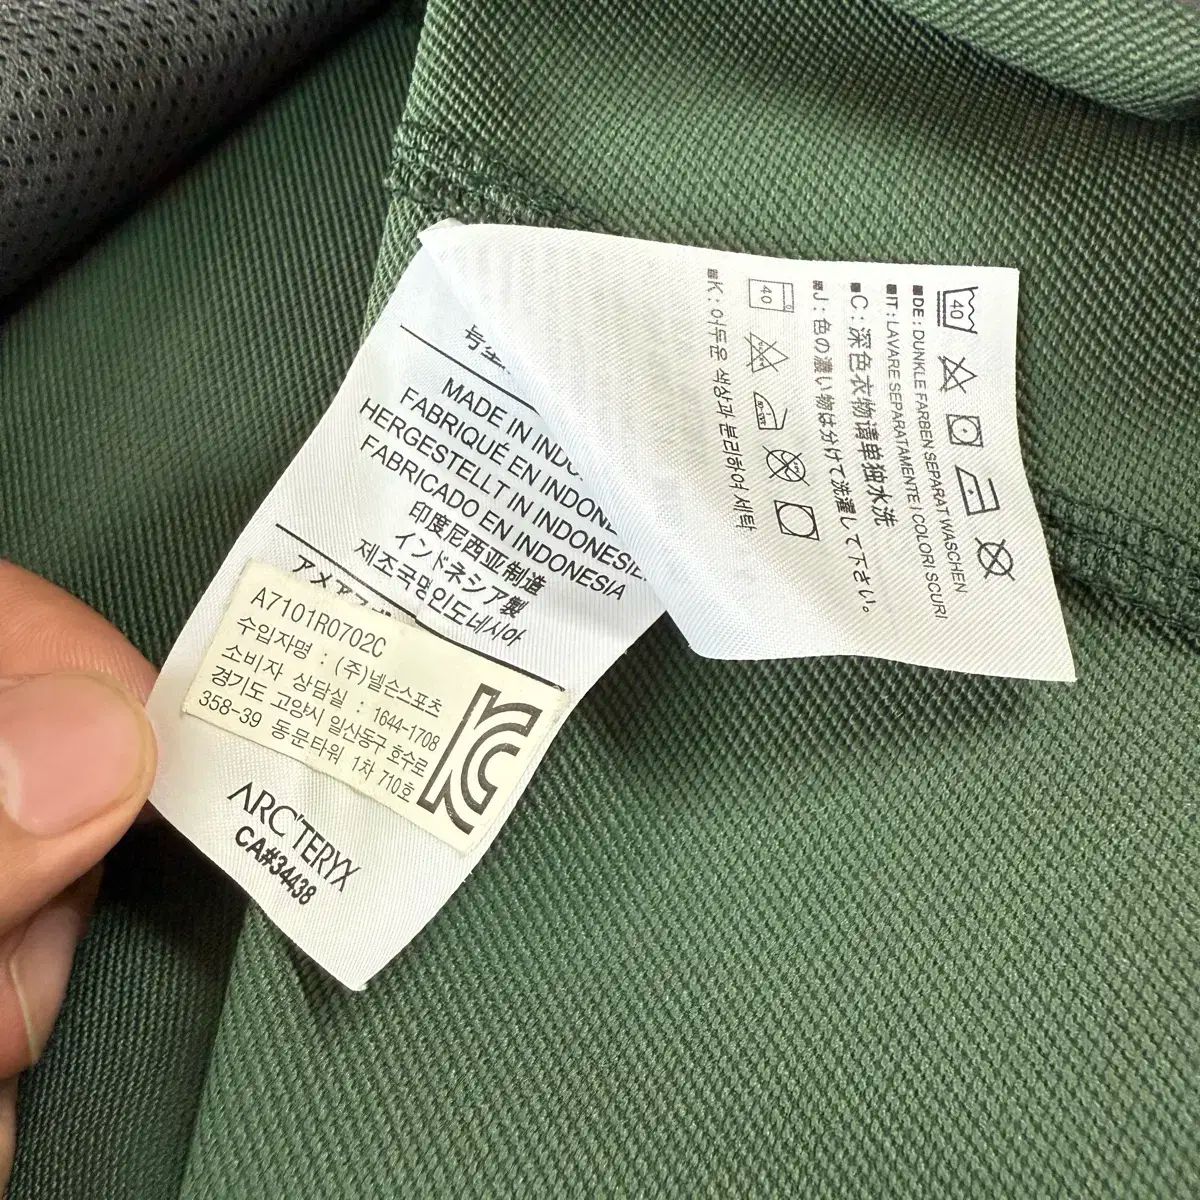 MADE IN
FABRIQUÉ EN
HERGESTELLT IN
FABRICADO EN INDONESIA
印度尼西亚制造
インドネシア製
제조국명인도네시아
A7101R0702C
수입자명 : (주)넬슨스포츠
소비자 상담실 : 1644-1708
경기도 고양시 일산동구 호수로
358-39 동문타워 1차 710호
ARC'TERYX
CA#34438
40
DE: DUNKLE FARBEN SEPARAT WASCHEN
IT: LAVARE SEPARATAMENTE I COLORI SCURI
C: 深色衣物请单独水洗
J: 色の濃い物は分けて洗濯して下さい。
40
K: 어두운 색상과 분리하여 세탁